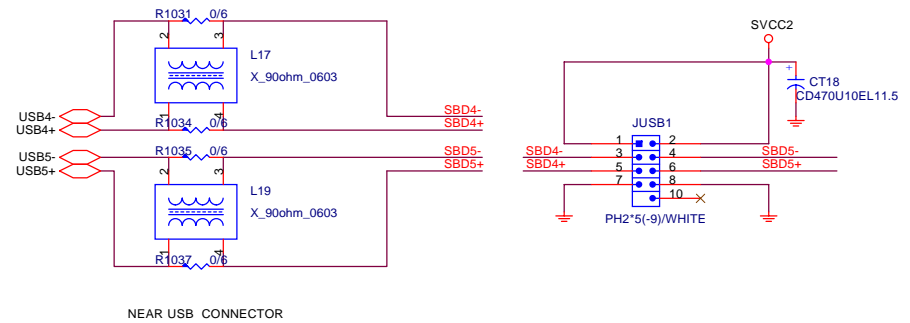 R1031 0/6
2 3
L17
X_90ohm_0603
1 4
USB4-
USB4+
R1034 0/6
SBD4-
SBD4+
USB5-
USB5+
R1035 0/6
SBD5-
SBD5+
2 3
L19
X_90ohm_0603
1 4
R1037 0/6
NEAR USB CONNECTOR
SVCC2
+
CT18
CD470U10EL11.5
JUSB1
1 2
SBD4- 3 4 SBD5-
SBD4+ 5 6 SBD5+
7 8
10
PH2*5(-9)/WHITE